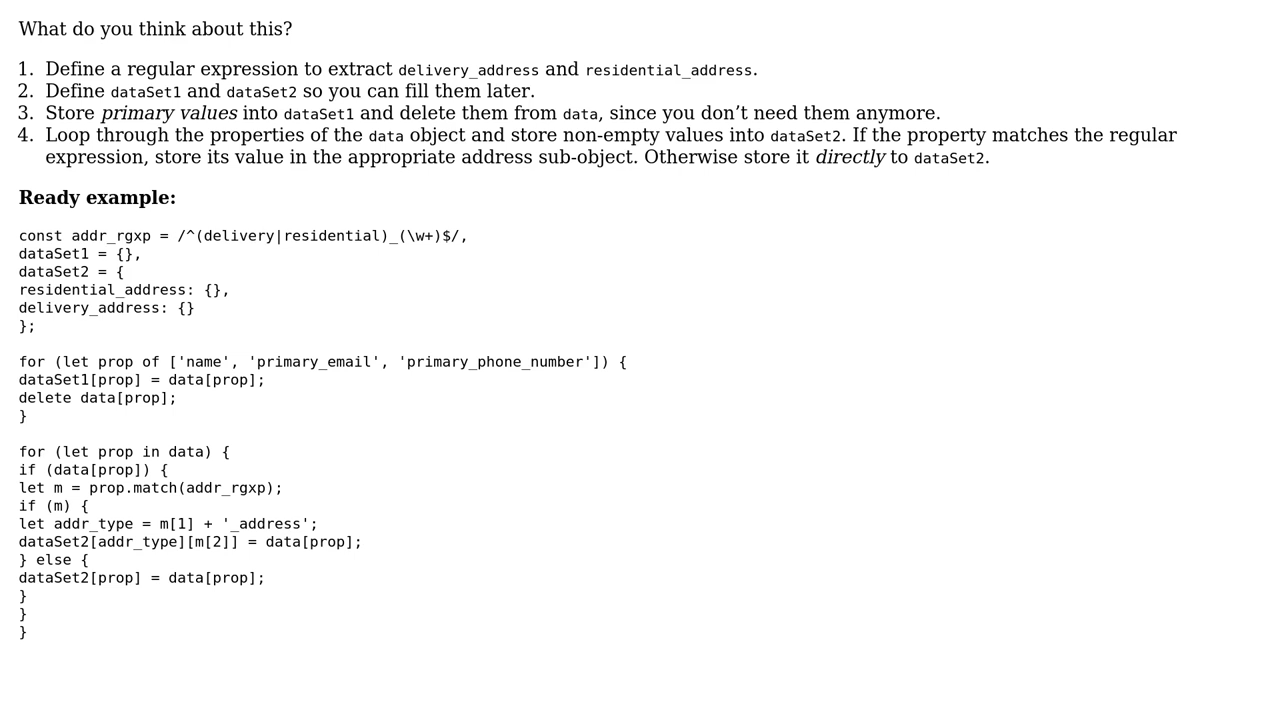 What do you think about this?
1. Define a regular expression to extract delivery_address and residential_address.
2. Define dataSet1 and dataSet2 so you can fill them later.
3. Store primary values into dataSet1 and delete them from data, since you don’t need them anymore.
4. Loop through the properties of the data object and store non-empty values into dataSet2. If the property matches the regular
expression, store its value in the appropriate address sub-object. Otherwise store it directly to dataSet2.
Ready example:
const addr_rgxp = /^(delivery|residential)_(\w+)$/,
dataSet1 = {},
dataSet2 = {
residential_address: {},
delivery_address: {}
};
for (let prop of ['name', 'primary_email', 'primary_phone_number']) {
dataSet1[prop] = data[prop];
delete data[prop];
}
for (let prop in data) {
if (data[prop]) {
let m = prop.match(addr_rgxp);
if (m) {
let addr_type = m[1] + '_address';
dataSet2[addr_type][m[2]] = data[prop];
} else {
dataSet2[prop] = data[prop];
}
}
}